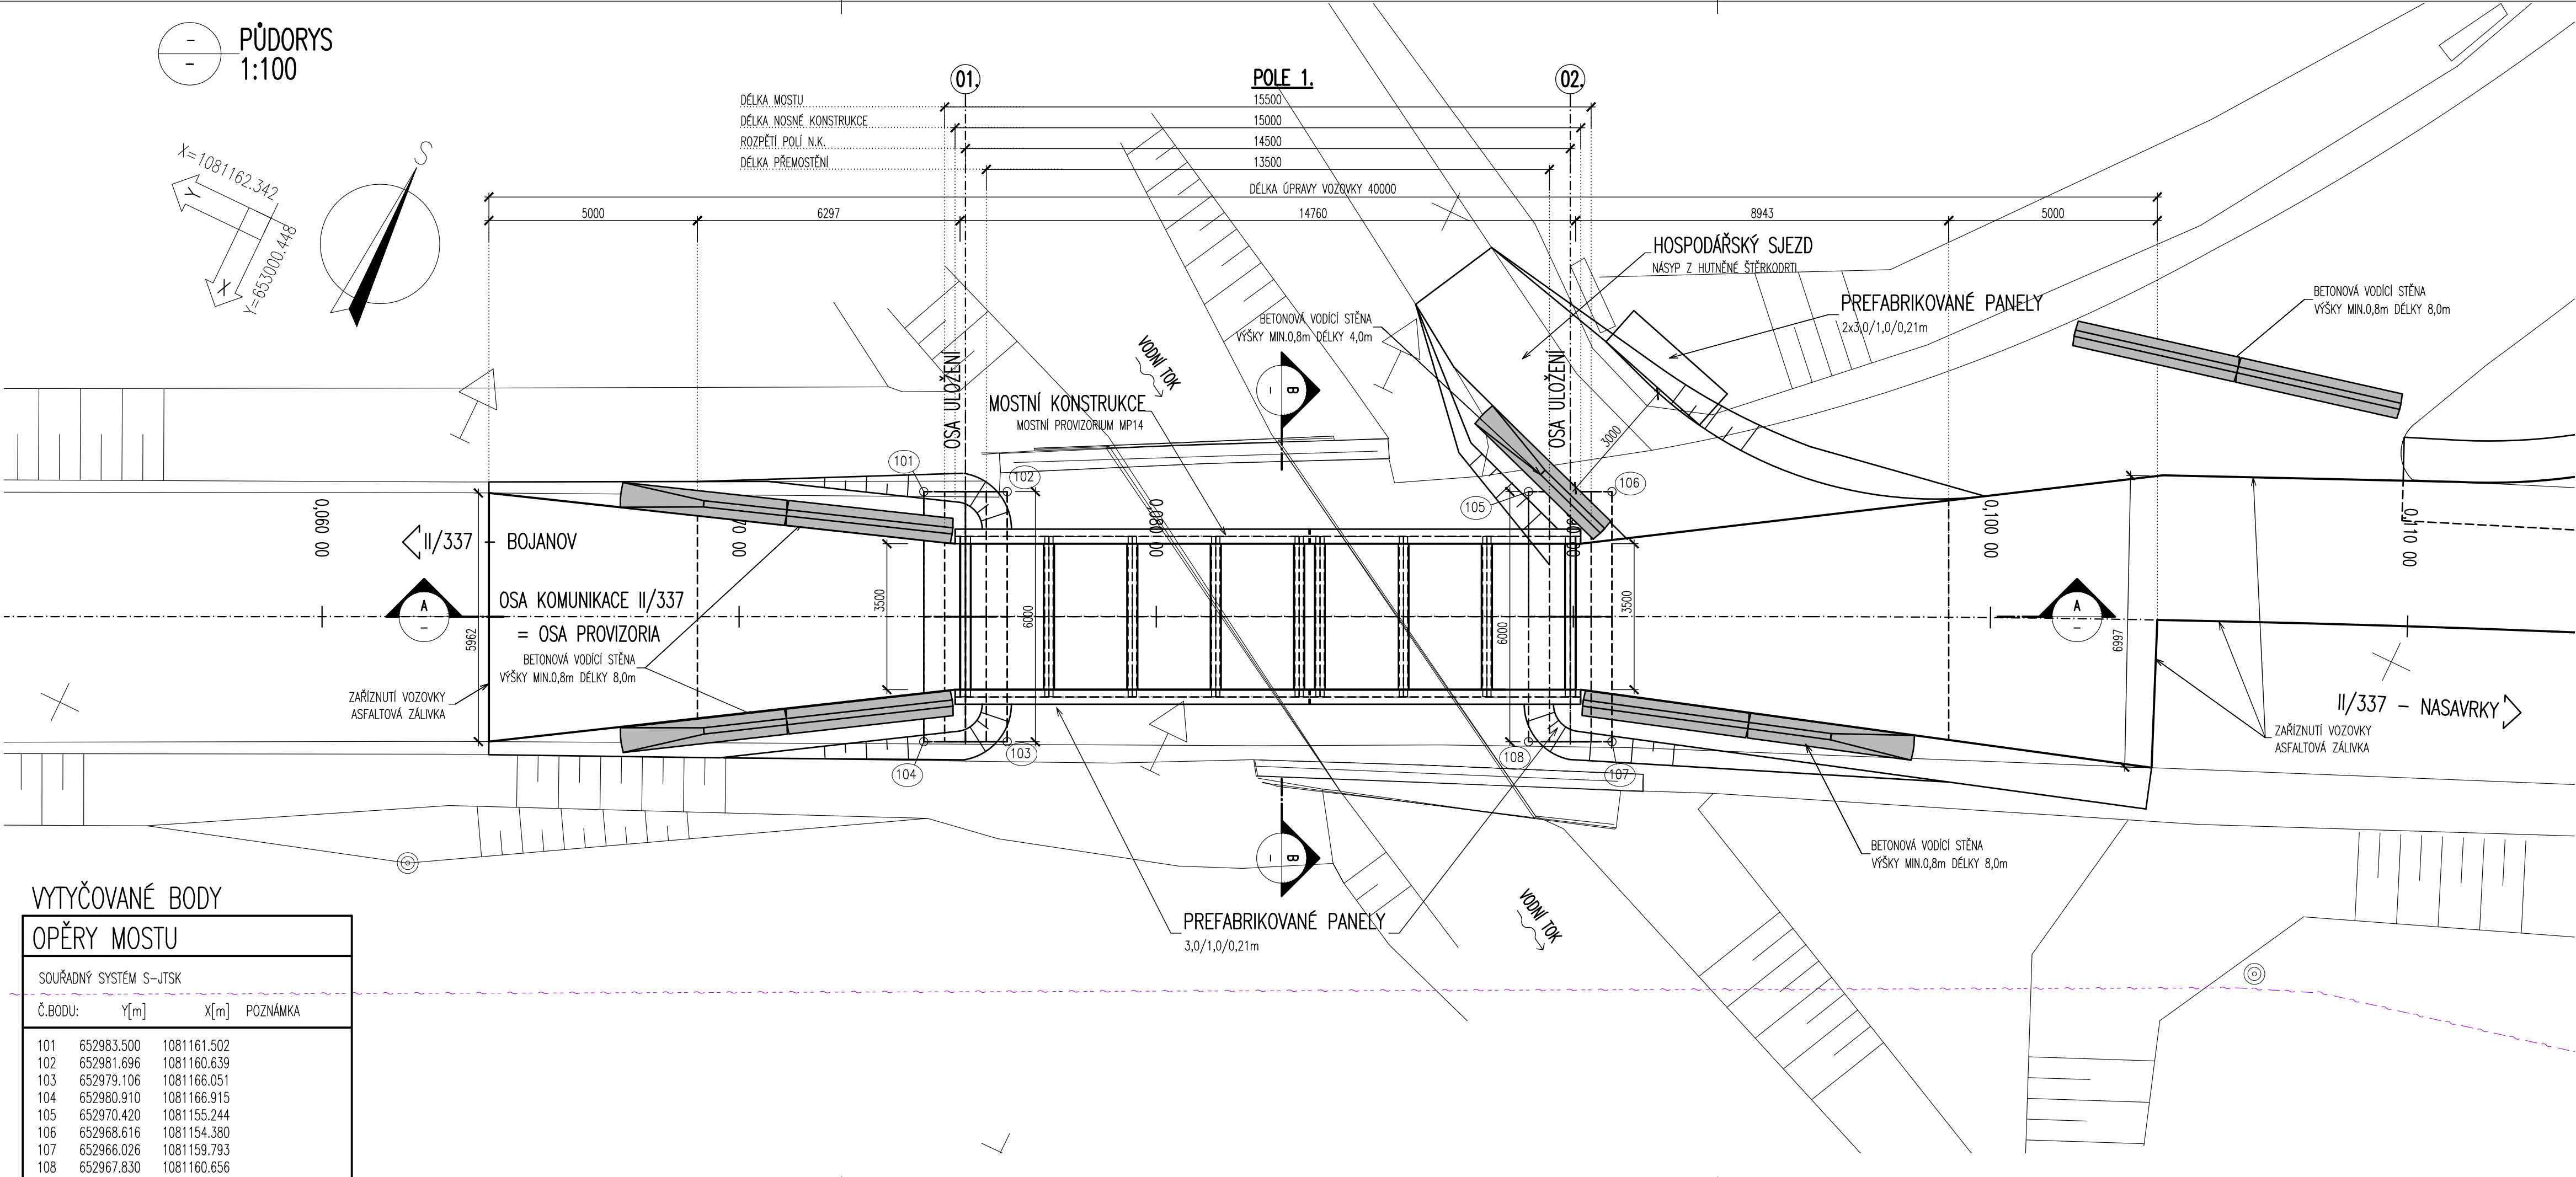 -
-
PŮDORYS
1:100
X=1081162.342
Y
X
Y=653000.448
S
01.
POLE 1.
02.
DÉLKA MOSTU
15500
DÉLKA NOSNÉ KONSTRUKCE
15000
ROZPĚTÍ POLÍ N.K.
14500
DÉLKA PŘEMOSTĚNÍ
13500
DÉLKA ÚPRAVY VOZOVKY 40000
5000
6297
14760
8943
5000
HOSPODÁŘSKÝ SJEZD
NÁSYP Z HUTNĚNÉ ŠTĚRKODRTI
PREFABRIKOVANÉ PANELY
2x3,0/1,0/0,21m
BETONOVÁ VODÍCÍ STĚNA
VÝŠKY MIN.0,8m DÉLKY 8,0m
BETONOVÁ VODÍCÍ STĚNA
VÝŠKY MIN.0,8m DÉLKY 4,0m
VODNÍ TOK
OSA ULOŽENÍ
OSA ULOŽENÍ
B
-
MOSTNÍ KONSTRUKCE
MOSTNÍ PROVIZORIUM MP14
3000
101
102
105
106
0,060 00
70 00
0,080 00
90 00
0,100 00
0,110 00
II/337 - BOJANOV
A
-
OSA KOMUNIKACE II/337
= OSA PROVIZORIA
BETONOVÁ VODÍCÍ STĚNA
VÝŠKY MIN.0,8m DÉLKY 8,0m
5962
3500
6000
6000
3500
6997
A
-
ZAŘÍZNUTÍ VOZOVKY
ASFALTOVÁ ZÁLIVKA
II/337 - NASAVRKY
ZAŘÍZNUTÍ VOZOVKY
ASFALTOVÁ ZÁLIVKA
104
103
108
107
BETONOVÁ VODÍCÍ STĚNA
VÝŠKY MIN.0,8m DÉLKY 8,0m
B
-
PREFABRIKOVANÉ PANELY
3,0/1,0/0,21m
VODNÍ TOK
VYTYČOVANÉ BODY
OPĚRY MOSTU
SOUŘADNÝ SYSTÉM S-JTSK
Č.BODU: Y[m] X[m] POZNÁMKA
101 652983.500 1081161.502
102 652981.696 1081160.639
103 652979.106 1081166.051
104 652980.910 1081166.915
105 652970.420 1081155.244
106 652968.616 1081154.380
107 652966.026 1081159.793
108 652967.830 1081160.656